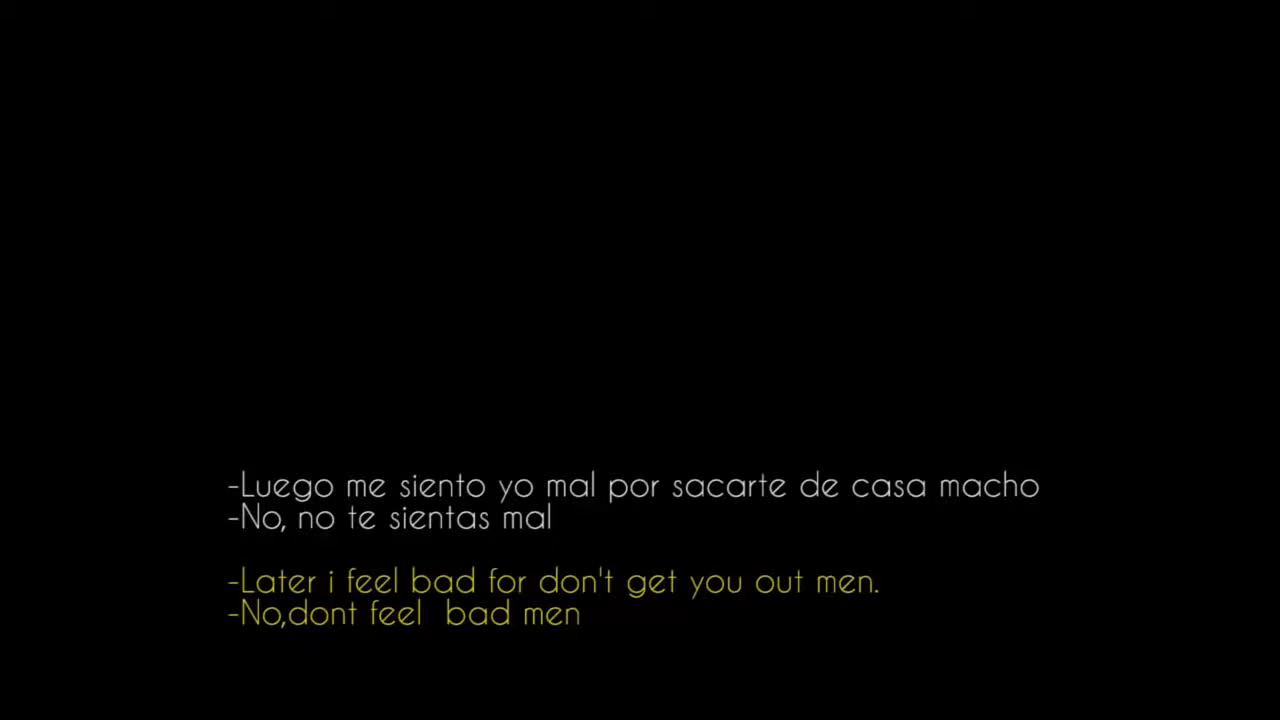 -Luego me siento yo mal por sacarte de casa macho
-No, no te sientas mal
-Later i feel bad for don't get you out men.
-No,dont feel  bad men